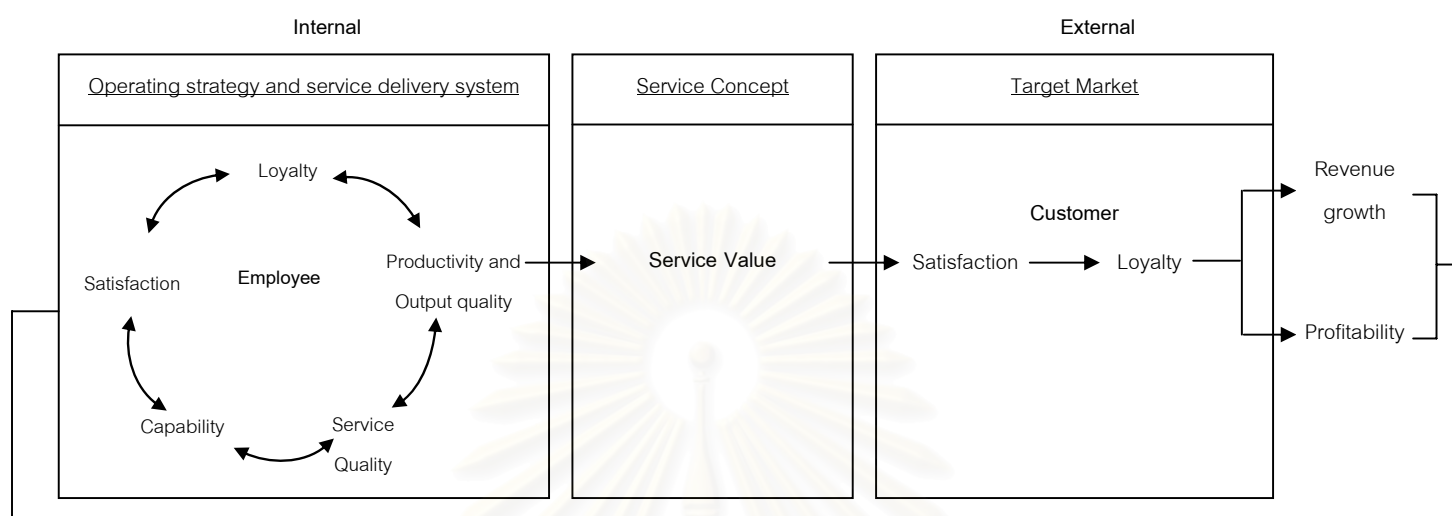 Internal
External
Operating strategy and service delivery system
Service Concept
Target Market
Loyalty
Satisfaction
Employee
Productivity and
Output quality
Capability
Service
Quality
Service Value
Customer
Satisfaction
Loyalty
Revenue
growth
Profitability